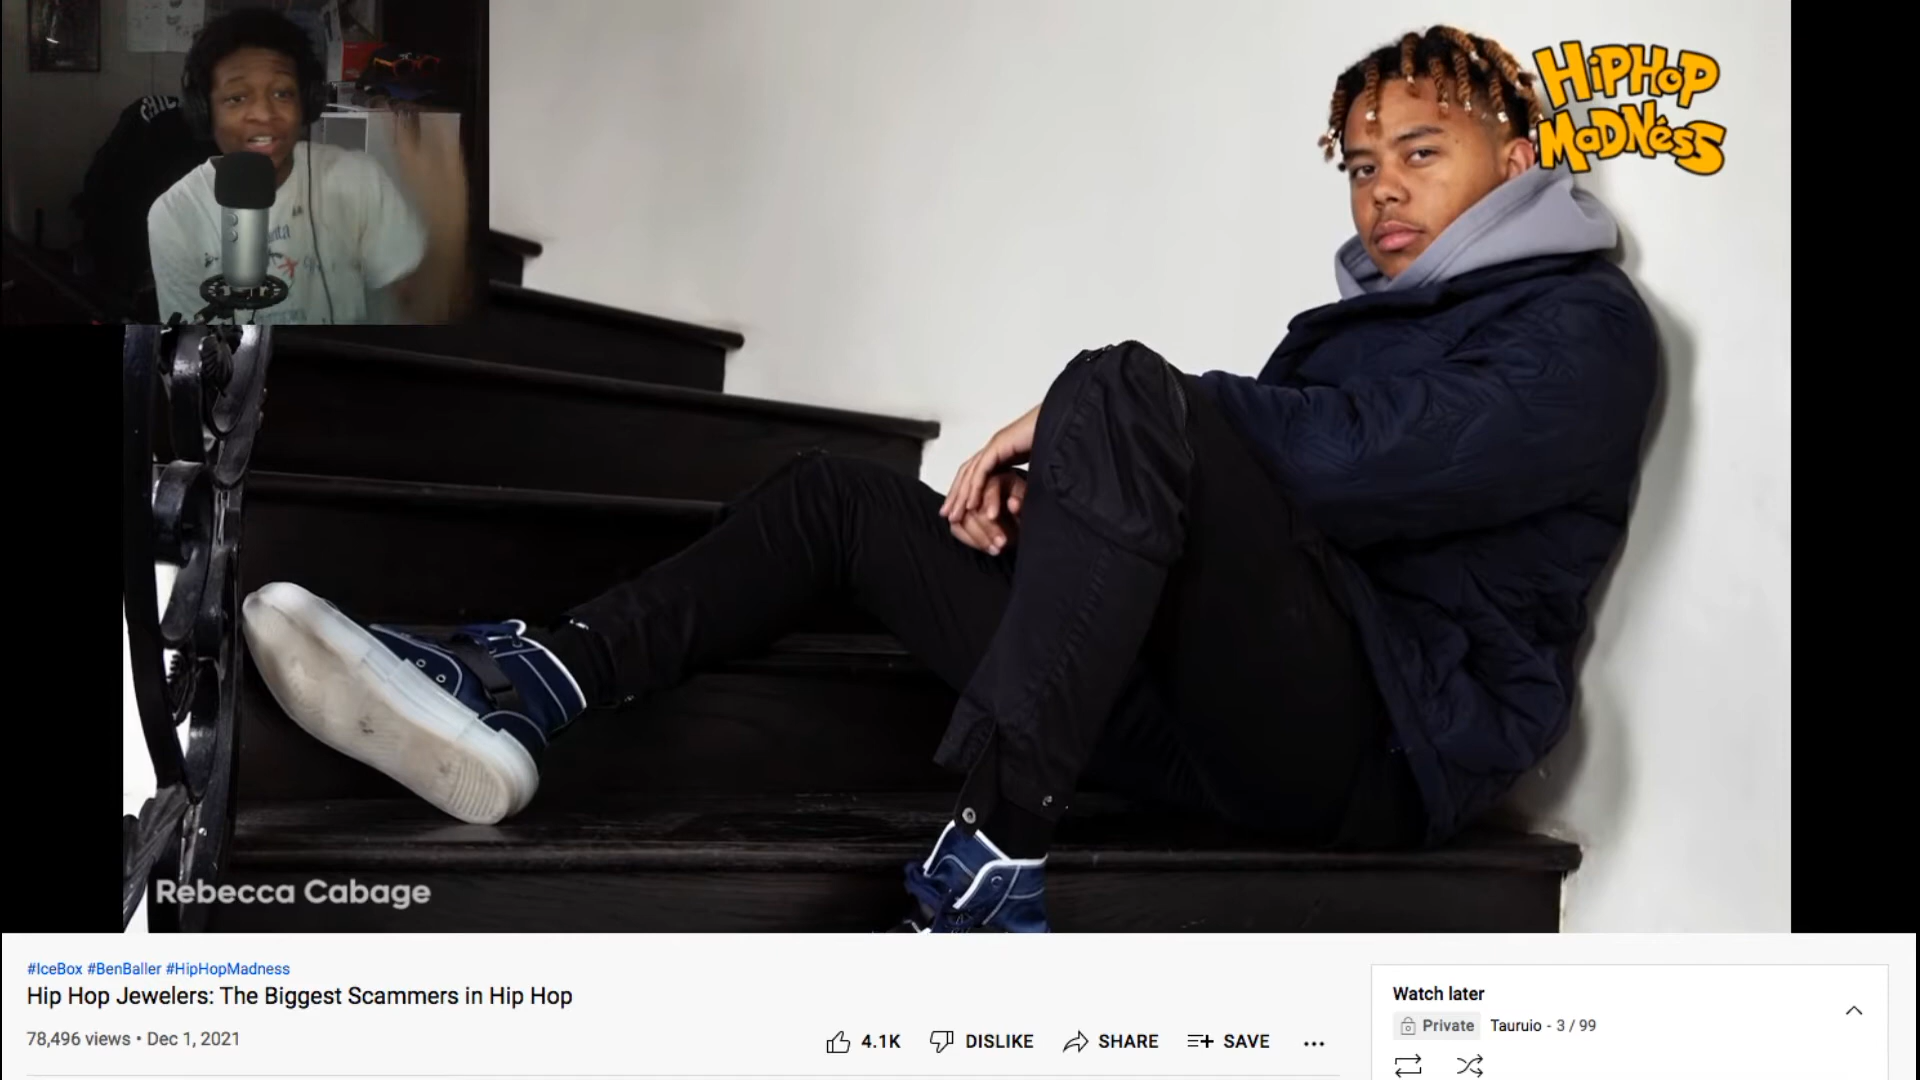 HiPHoP
MaDNéss
Rebecca Cabage
#IceBox #BenBaller #HipHopMadness
Hip Hop Jewelers: The Biggest Scammers in Hip Hop
78,496 views • Dec 1, 2021
4.1K DISLIKE SHARE SAVE ...
Watch later
Private Tauruio - 3 / 99